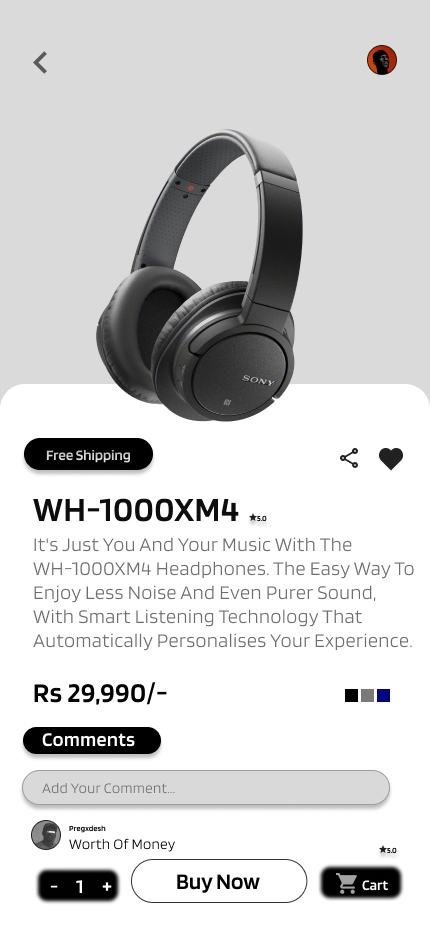 SONY
Free Shipping
WH-1000XM4 ★5.0
It's Just You And Your Music With The
WH-1000XM4 Headphones. The Easy Way To
Enjoy Less Noise And Even Purer Sound,
With Smart Listening Technology That
Automatically Personalises Your Experience.
Rs 29,990/-
Comments
Add Your Comment...
Pregxdesh
Worth Of Money
★5.0
- 1 +
Buy Now
Cart